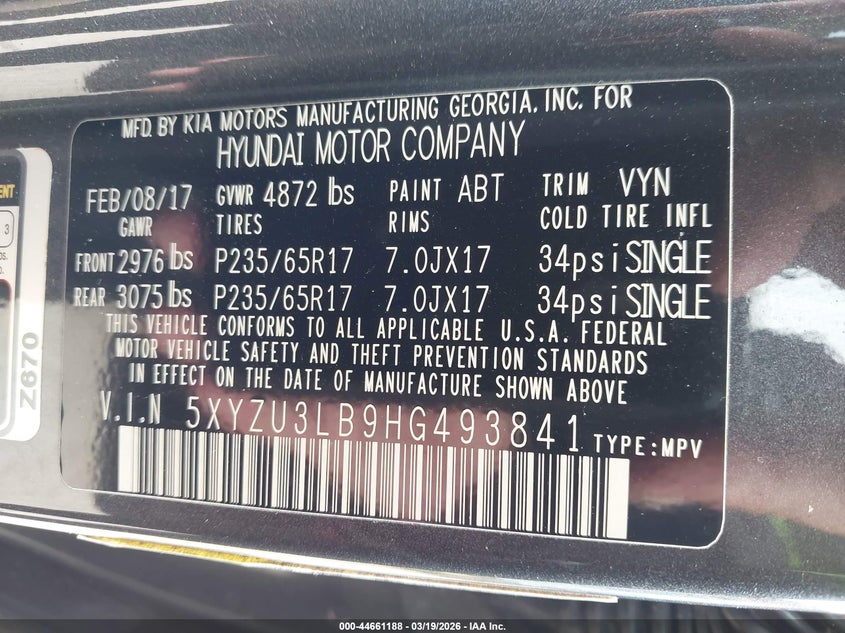 MFD. BY KIA MOTORS MANUFACTURING GEORGIA, INC. FOR
HYUNDAI MOTOR COMPANY
FEB/08/17 GVWR 4872 lbs PAINT ABT TRIM VYN
GAWR TIRES RIMS COLD TIRE INFL
FRONT 2976 lbs P235/65R17 7.0JX17 34psi SINGLE
REAR 3075 lbs P235/65R17 7.0JX17 34psi SINGLE
THIS VEHICLE CONFORMS TO ALL APPLICABLE U.S.A. FEDERAL
MOTOR VEHICLE SAFETY AND THEFT PREVENTION STANDARDS
IN EFFECT ON THE DATE OF MANUFACTURE SHOWN ABOVE
V.I.N 5XYZU3LB9HG493841 TYPE:MPV
3
Z670
000-44661188 - 03/19/2026 - IAA Inc.